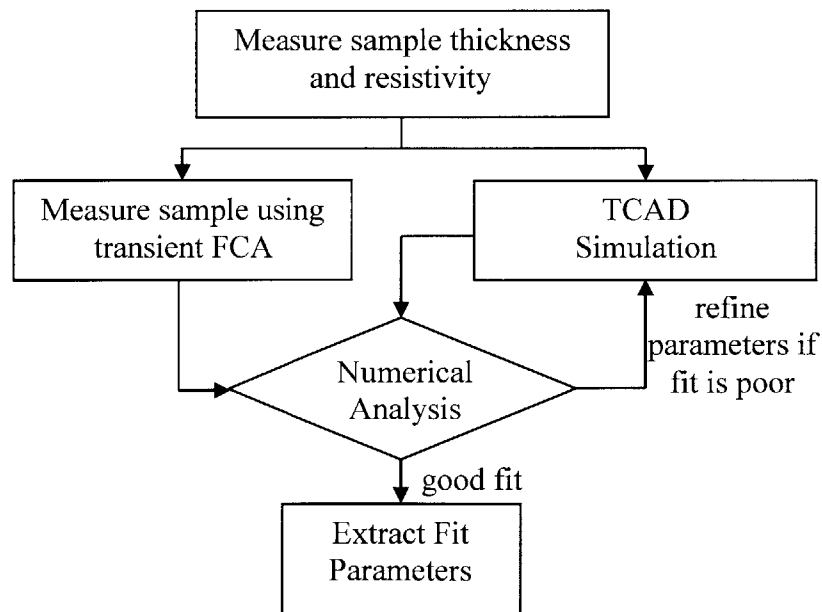 Measure sample thickness
and resistivity
Measure sample using
transient FCA
TCAD
Simulation
refine
parameters if
fit is poor
Numerical
Analysis
good fit
Extract Fit
Parameters